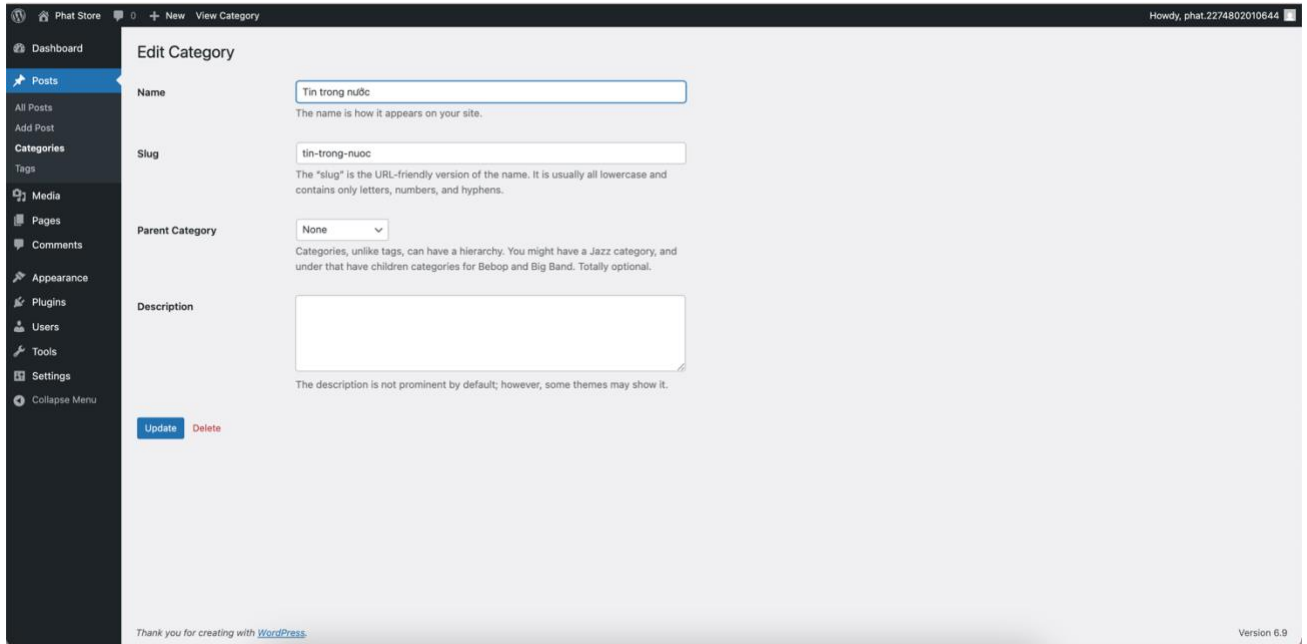 Phat Store 0 + New View Category Howdy, phat.2274802010644
Dashboard
Posts
All Posts
Add Post
Categories
Tags
Media
Pages
Comments
Appearance
Plugins
Users
Tools
Settings
Collapse Menu
Edit Category
Name
Tin trong nước
The name is how it appears on your site.
Slug
tin-trong-nuoc
The “slug” is the URL-friendly version of the name. It is usually all lowercase and
contains only letters, numbers, and hyphens.
Parent Category
None
Categories, unlike tags, can have a hierarchy. You might have a Jazz category, and
under that have children categories for Bebop and Big Band. Totally optional.
Description
The description is not prominent by default; however, some themes may show it.
Update Delete
Thank you for creating with WordPress. Version 6.9